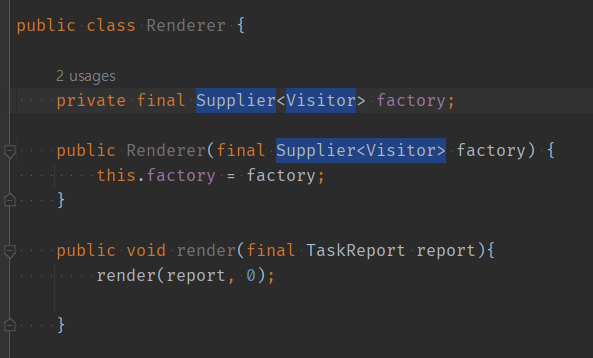 public class Renderer {
2 usages
private final Supplier<Visitor> factory;
public Renderer(final Supplier<Visitor> factory) {
this.factory = factory;
}
public void render(final TaskReport report){
render(report, 0);
}